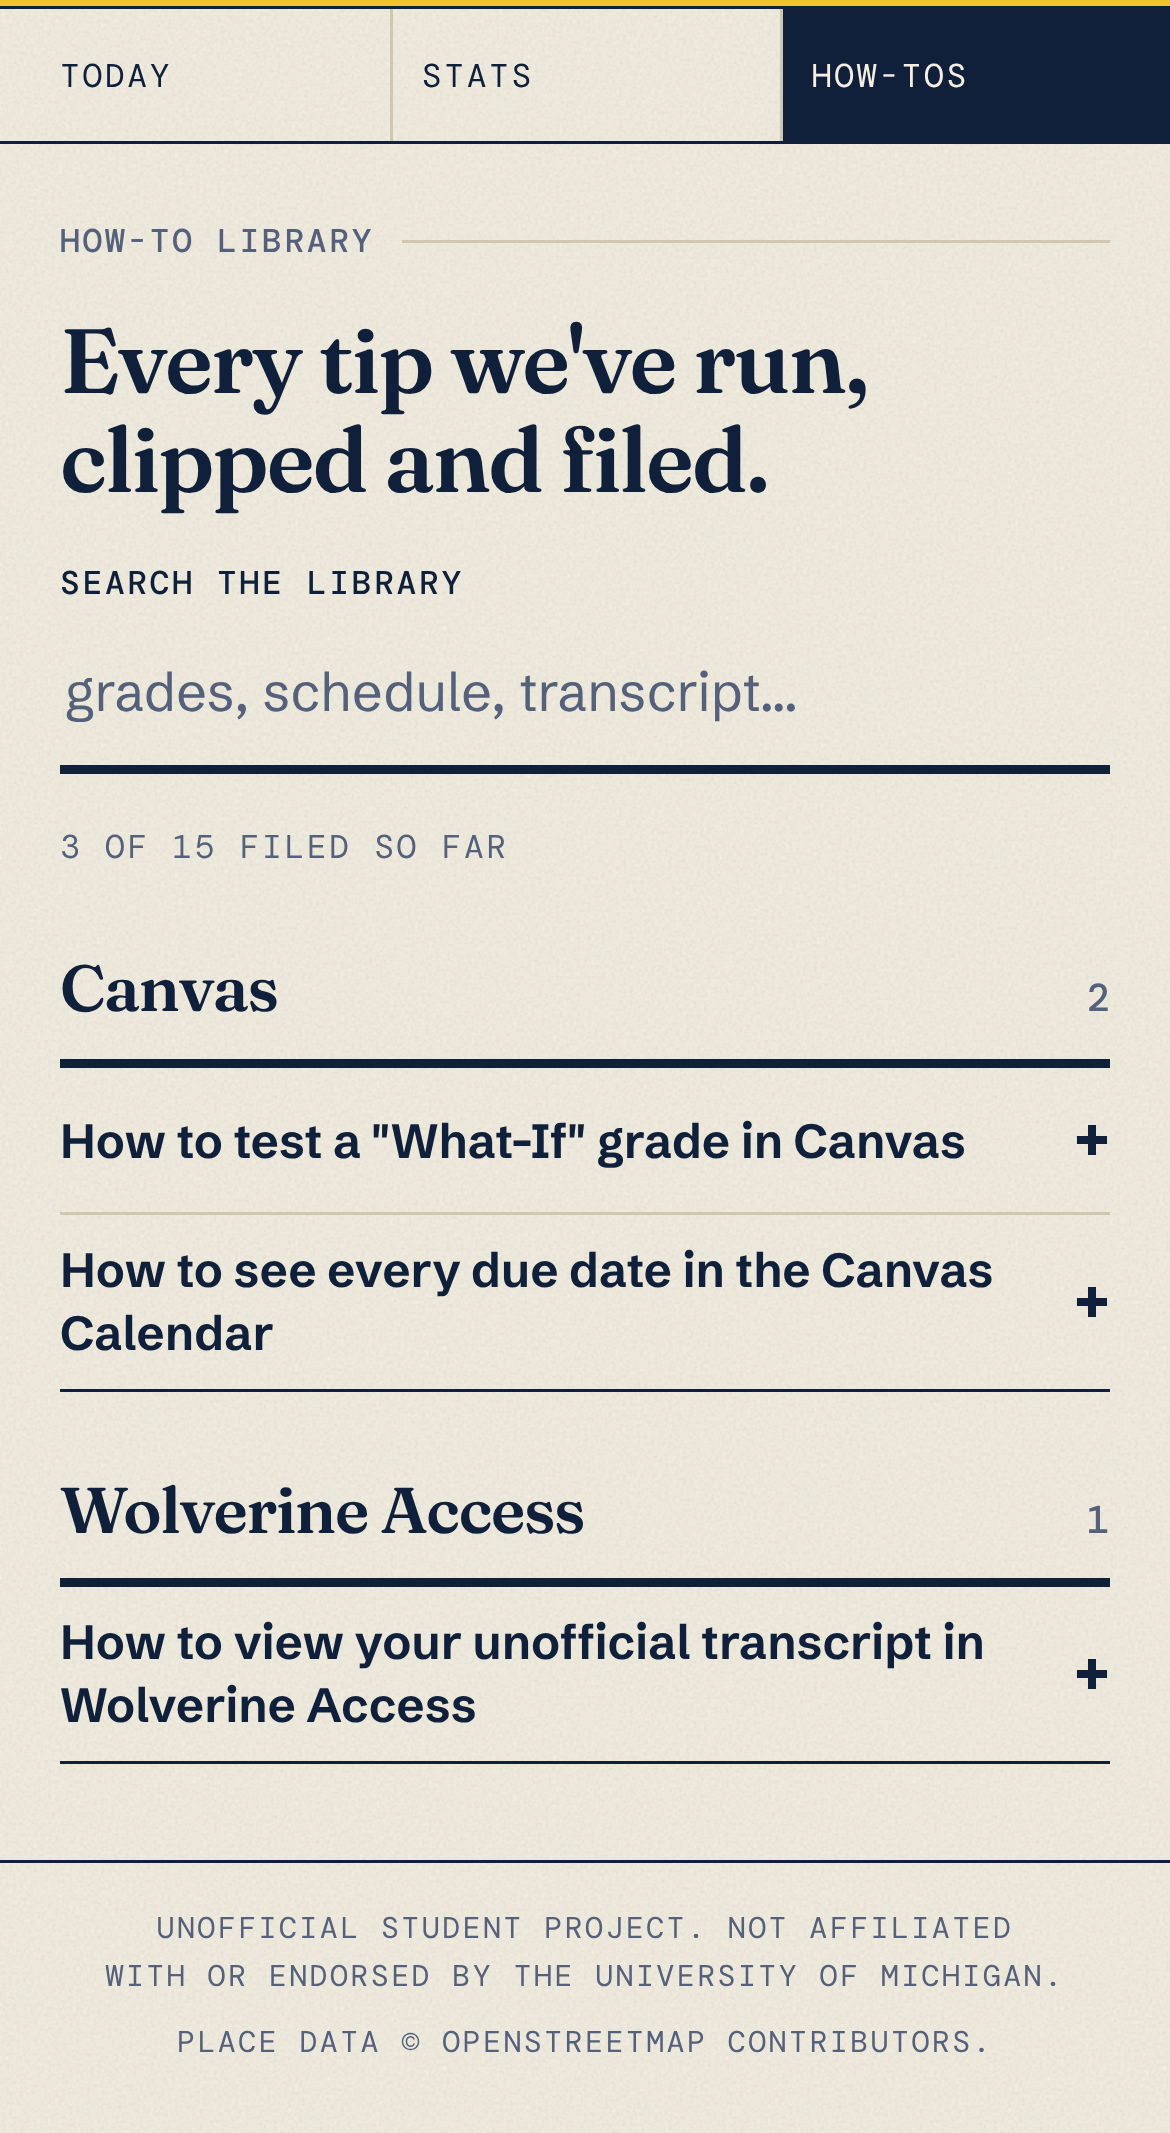 TODAY
STATS
HOW-TOS
HOW-TO LIBRARY
Every tip we've run,
clipped and filed.
SEARCH THE LIBRARY
grades, schedule, transcript...
3 OF 15 FILED SO FAR
Canvas
2
How to test a "What-If" grade in Canvas
+
How to see every due date in the Canvas
Calendar
+
Wolverine Access
1
How to view your unofficial transcript in
Wolverine Access
+
UNOFFICIAL STUDENT PROJECT. NOT AFFILIATED
WITH OR ENDORSED BY THE UNIVERSITY OF MICHIGAN.
PLACE DATA © OPENSTREETMAP CONTRIBUTORS.